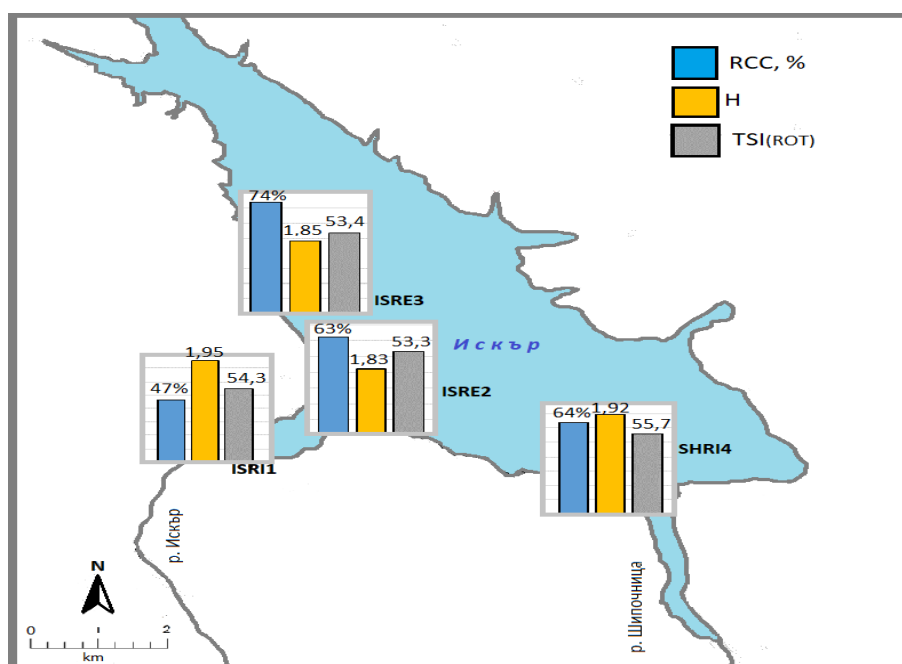 RCC, %
H
TSI(ROT)
74%
1,85
53,4
ISRE3
63%
1,83
53,3
ISRE2
Искър
47%
1,95
54,3
ISRI1
64%
1,92
55,7
SHRI4
р. Искър
р. Шипочница
N
0 2
km